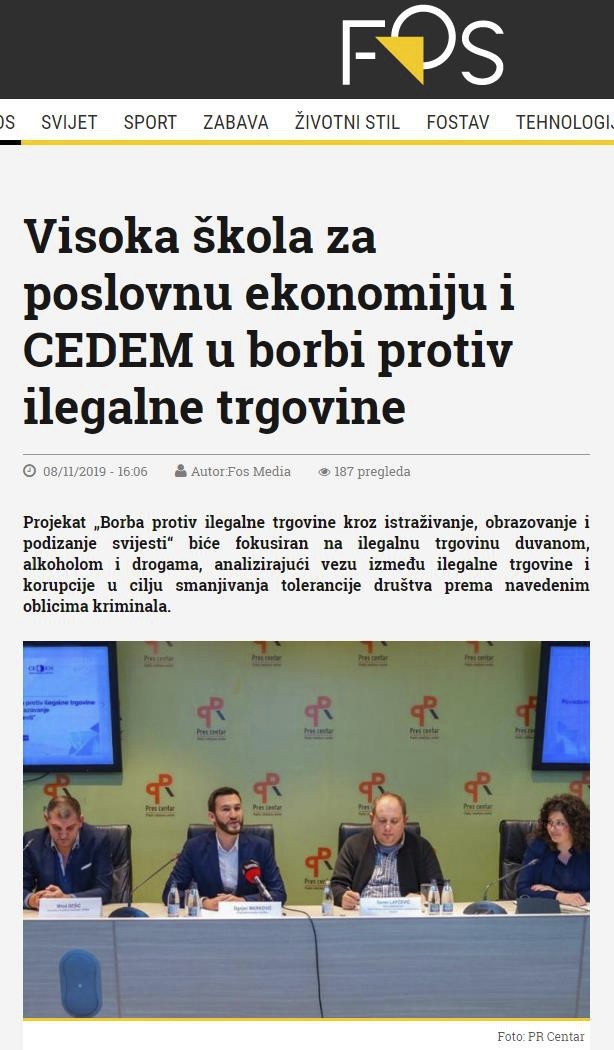 FOS
OS SVIJET SPORT ZABAVA ŽIVOTNI STIL FOSTAV TEHNOLOGIJ
Visoka škola za
poslovnu ekonomiju i
CEDEM u borbi protiv
ilegalne trgovine
08/11/2019 - 16:06 Autor:Fos Media 187 pregleda
Projekat „Borba protiv ilegalne trgovine kroz istraživanje, obrazovanje i
podizanje svijesti“ biće fokusiran na ilegalnu trgovinu duvanom,
alkoholom i drogama, analizirajući vezu između ilegalne trgovine i
korupcije u cilju smanjivanja tolerancije društva prema navedenim
oblicima kriminala.
Pres centar Pres centar Pres centar
CEDEM
protiv ilegalne trgovine
Pres centar Pres centar Pres centar
Pres centar Pres centar Pres centar
Pres centar
Foto: PR Centar